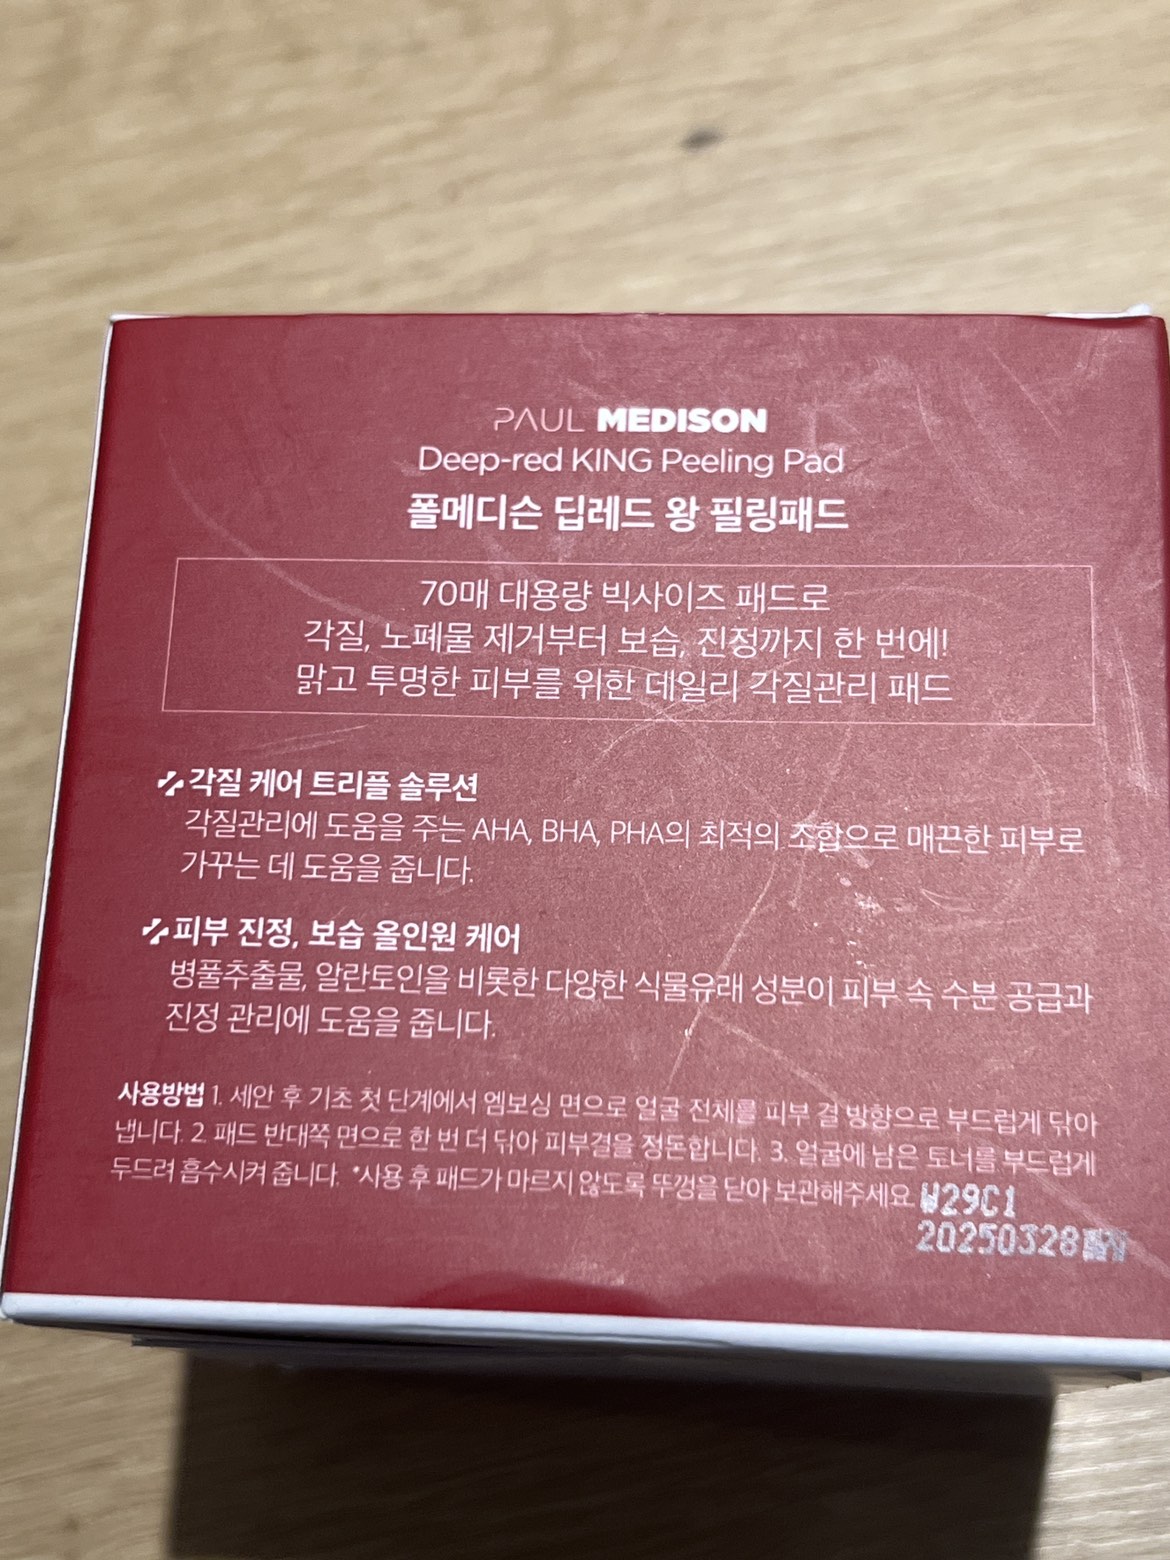 PAUL MEDISON
Deep-red KING Peeling Pad
폴메디슨 딥레드 왕 필링패드
70매 대용량 빅사이즈 패드로
각질, 노폐물 제거부터 보습, 진정까지 한 번에!
맑고 투명한 피부를 위한 데일리 각질관리 패드
각질 케어 트리플 솔루션
각질관리에 도움을 주는 AHA, BHA, PHA의 최적의 조합으로 매끈한 피부로
가꾸는 데 도움을 줍니다.
피부 진정, 보습 올인원 케어
병풀추출물, 알란토인을 비롯한 다양한 식물유래 성분이 피부 속 수분 공급과
진정 관리에 도움을 줍니다.
사용방법 1. 세안 후 기초 첫 단계에서 엠보싱 면으로 얼굴 전체를 피부 결 방향으로 부드럽게 닦아
냅니다. 2. 패드 반대쪽 면으로 한 번 더 닦아 피부결을 정돈합니다. 3. 얼굴에 남은 토너를 부드럽게
두드려 흡수시켜 줍니다. *사용 후 패드가 마르지 않도록 뚜껑을 닫아 보관해주세요.
W29C1
20250328